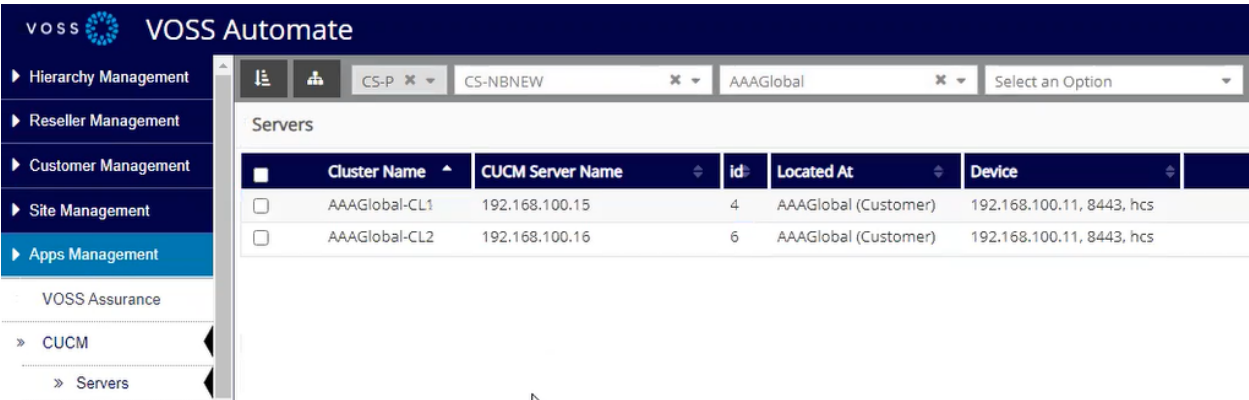 VOSS VOSS Automate
Hierarchy Management
Reseller Management
Customer Management
Site Management
Apps Management
VOSS Assurance
CUCM
Servers
CS-P CS-NBNEW AAAGlobal Select an Option
Servers
Cluster Name CUCM Server Name id Located At Device
AAAGlobal-CL1 192.168.100.15 4 AAAGlobal (Customer) 192.168.100.11, 8443, hcs
AAAGlobal-CL2 192.168.100.16 6 AAAGlobal (Customer) 192.168.100.11, 8443, hcs